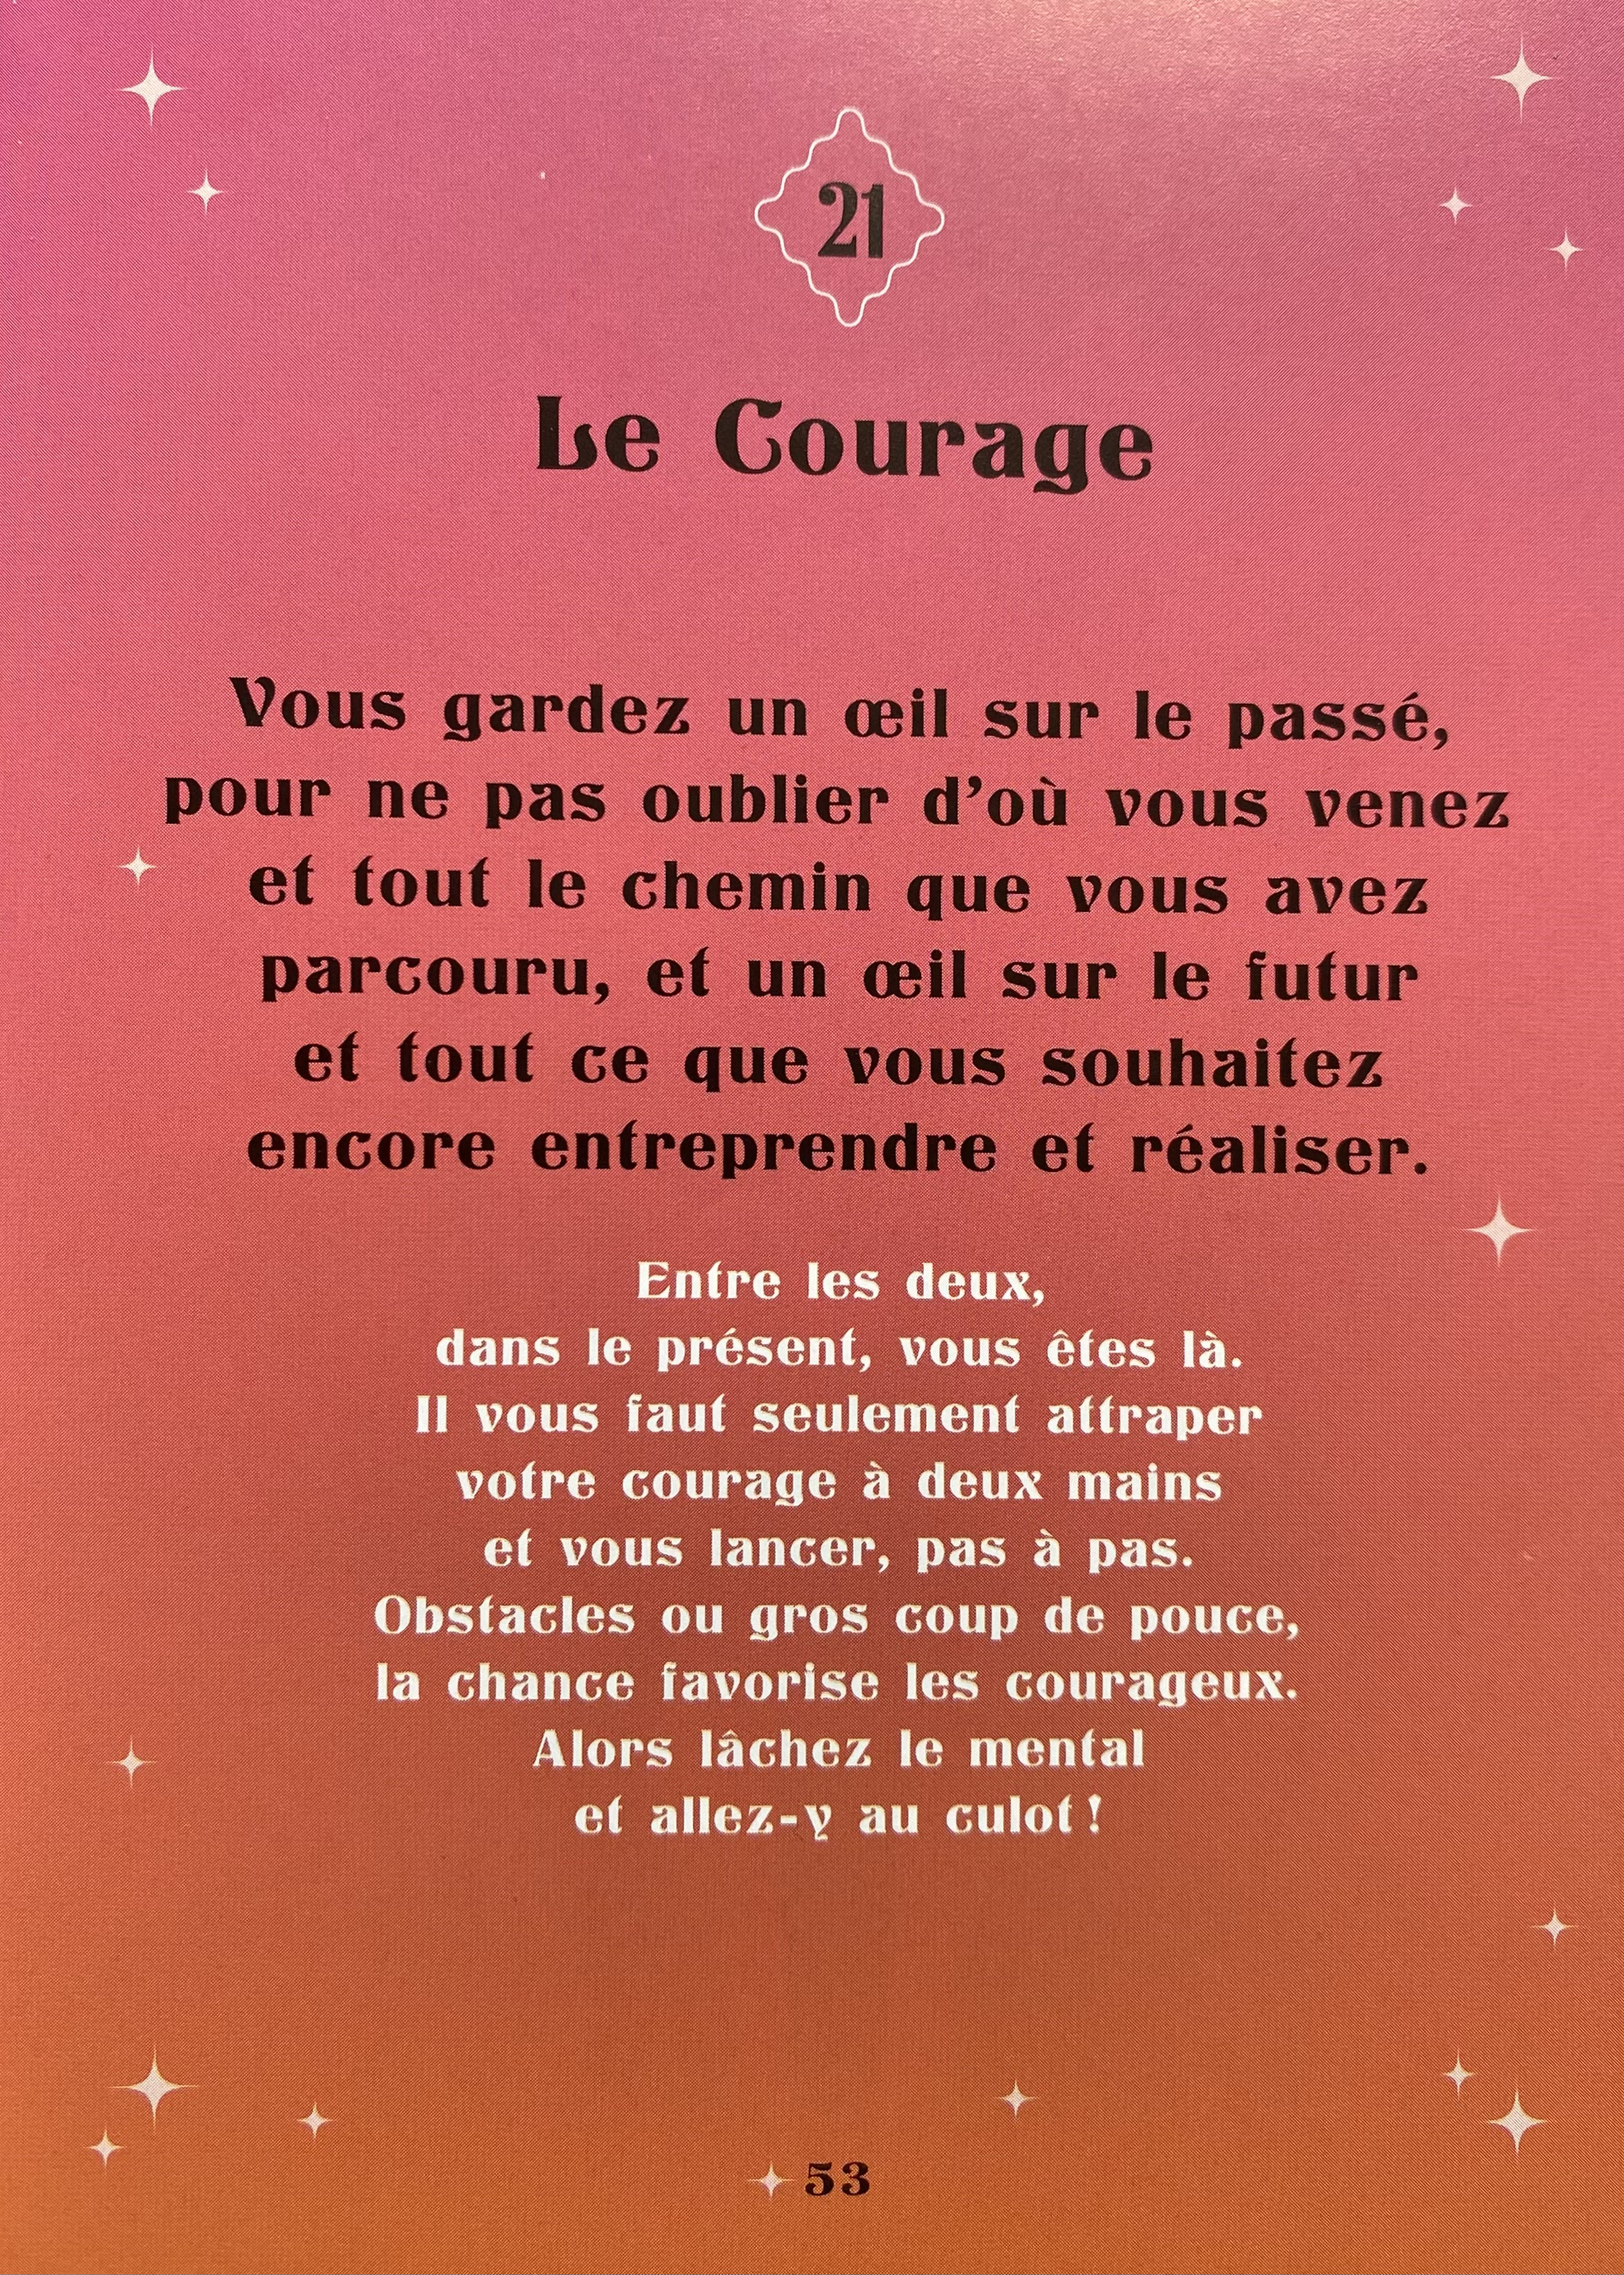 21
Le Courage
Vous gardez un œil sur le passé,
pour ne pas oublier d’où vous venez
et tout le chemin que vous avez
parcouru, et un œil sur le futur
et tout ce que vous souhaitez
encore entreprendre et réaliser.
Entre les deux,
dans le présent, vous êtes là.
Il vous faut seulement attraper
votre courage à deux mains
et vous lancer, pas à pas.
Obstacles ou gros coup de pouce,
la chance favorise les courageux.
Alors lâchez le mental
et allez-y au culot !
53